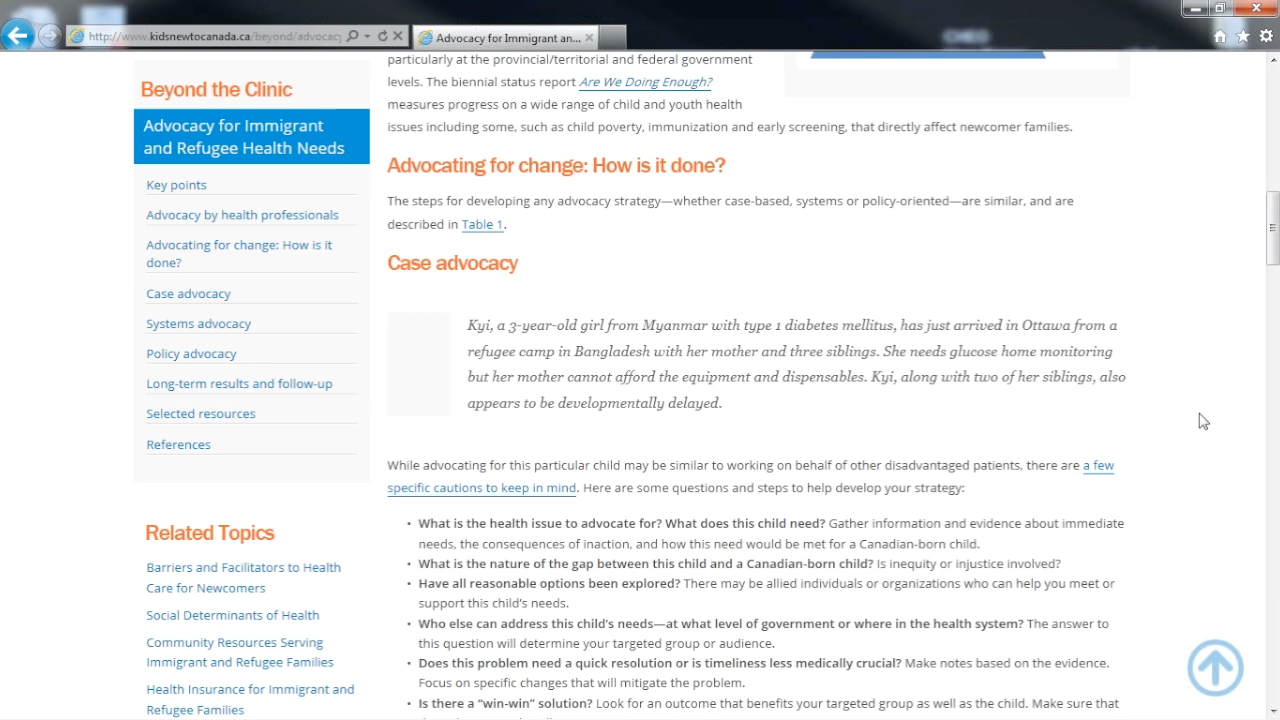 http://www.kidsnewtocanada.ca/beyond/advocacy
Advocacy for Immigrant an...
Beyond the Clinic
Advocacy for Immigrant
and Refugee Health Needs
Key points
Advocacy by health professionals
Advocating for change: How is it
done?
Case advocacy
Systems advocacy
Policy advocacy
Long-term results and follow-up
Selected resources
References
Related Topics
Barriers and Facilitators to Health
Care for Newcomers
Social Determinants of Health
Community Resources Serving
Immigrant and Refugee Families
Health Insurance for Immigrant and
Refugee Families
particularly at the provincial/territorial and federal government
levels. The biennial status report Are We Doing Enough?
measures progress on a wide range of child and youth health
issues including some, such as child poverty, immunization and early screening, that directly affect newcomer families.
Advocating for change: How is it done?
The steps for developing any advocacy strategy—whether case-based, systems or policy-oriented—are similar, and are
described in Table 1.
Case advocacy
Kyi, a 3-year-old girl from Myanmar with type 1 diabetes mellitus, has just arrived in Ottawa from a
refugee camp in Bangladesh with her mother and three siblings. She needs glucose home monitoring
but her mother cannot afford the equipment and dispensables. Kyi, along with two of her siblings, also
appears to be developmentally delayed.
While advocating for this particular child may be similar to working on behalf of other disadvantaged patients, there are a few
specific cautions to keep in mind. Here are some questions and steps to help develop your strategy:
• What is the health issue to advocate for? What does this child need? Gather information and evidence about immediate
needs, the consequences of inaction, and how this need would be met for a Canadian-born child.
• What is the nature of the gap between this child and a Canadian-born child? Is inequity or injustice involved?
• Have all reasonable options been explored? There may be allied individuals or organizations who can help you meet or
support this child's needs.
• Who else can address this child's needs—at what level of government or where in the health system? The answer to
this question will determine your targeted group or audience.
• Does this problem need a quick resolution or is timeliness less medically crucial? Make notes based on the evidence.
Focus on specific changes that will mitigate the problem.
• Is there a "win-win" solution? Look for an outcome that benefits your targeted group as well as the child. Make sure that